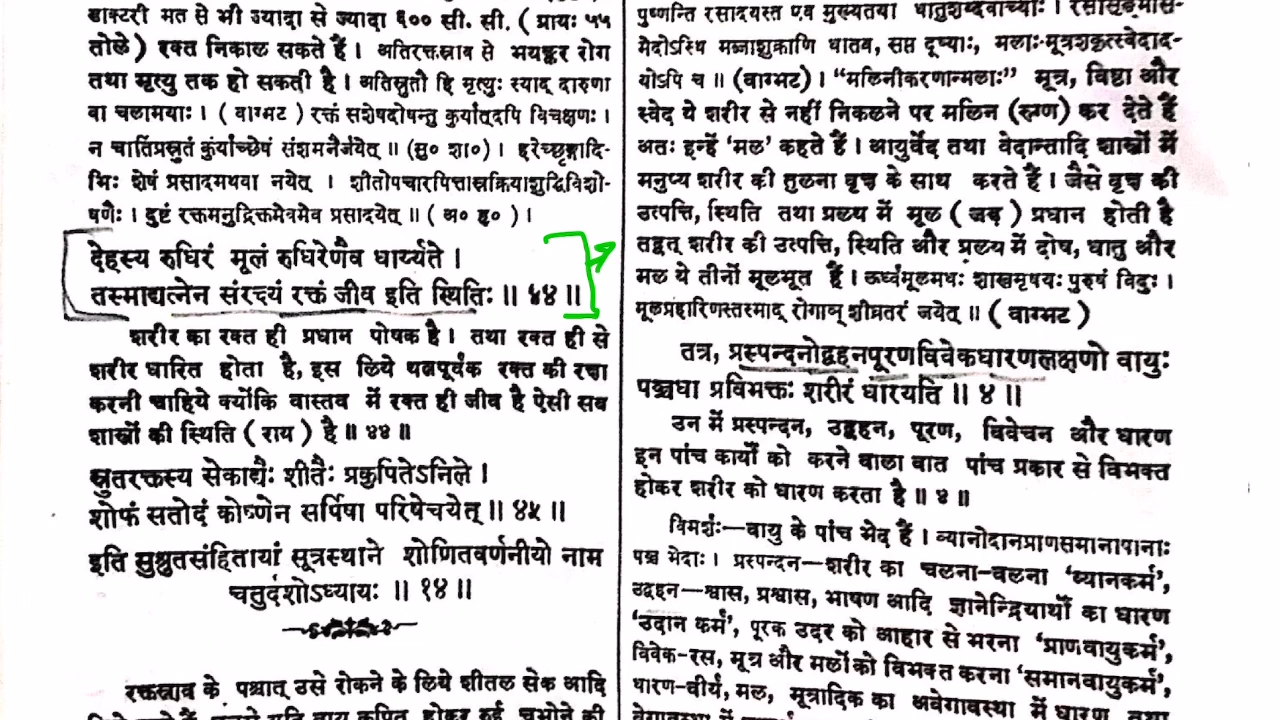 डाक्टरी मत से भी ज्यादा से ज्यादा ६०० सी. सी. ( प्रायः ५५
तोले ) रक्त निकाल सकते हैं । अतिरक्तस्राव से भयङ्कर रोग
तथा मृत्यु तक हो सकती है । अतिस्रुतौ हि मृत्युः स्याद् दारुणा
वा चलामयाः । ( वाग्भट ) रक्तं सशेषदोषन्तु कुर्यात्दपि विचक्षणः ।
न चातिप्रस्रुतं कुर्याच्छेषं संशमनैर्जयेत् ॥ (सु० शा०) । हरेच्छृङ्गादि-
भिः शेषं प्रसादमथवा नयेत् । शीतोपचारपित्तास्रक्रियाशुद्धिविशो-
षणैः । दुष्टं रक्तमनुद्रिक्तमेवमेव प्रसादयेत् ॥ ( अ० हृ० ) ।
देहस्य रुधिरं मूलं रुधिरेणैव धार्य्यते ।
तस्माद्यत्नेन संरक्ष्यं रक्तं जीव इति स्थितिः ॥ ४४ ॥
शरीर का रक्त ही प्रधाम पोषक है । तथा रक्त ही से
शरीर धारित होता है, इस लिये यत्नपूर्वक रक्त की रक्षा
करनी चाहिये क्योंकि वास्तव में रक्त ही जीव है ऐसी सब
शास्त्रों की स्थिति ( राय ) है ॥ ४४ ॥
स्रुतरक्तस्य सेकाद्यैः शीतैः प्रकुपितेऽनिले ।
शोफं सतोदं कोष्णेन सर्पिषा परिषेचयेत् ॥ ४५ ॥
इति सुश्रुतसंहितायां सूत्रस्थाने शोणितवर्णनीयो नाम
चतुर्दशोऽध्यायः ॥ १४ ॥
रक्तस्राव के पश्चात् उसे रोकने के लिये शीतल सेक आदि
वायु कुपित होकर चुभोने की
पुष्णन्ति रसादयस्त एव मुख्यतया धातुशब्दवाच्याः । रसासृङ्मांस-
मेदोऽस्थि मज्जाशुक्राणि धातव, सप्त दूष्याः, मलाः-मूत्रशकृत्स्वेदाद-
योऽपि च ॥ (वाग्भट) । “मलिनीकरणान्मलाः” मूत्र, विष्ठा और
स्वेद ये शरीर से नहीं निकलने पर मलिन (रुग्ण) कर देते हैं
अतः इन्हें ‘मल’ कहते हैं । आयुर्वेद तथा वेदान्तादि शास्त्रों में
मनुष्य शरीर की तुलना वृक्ष के साथ करते हैं । जैसे वृक्ष की
उत्पत्ति, स्थिति तथा प्रलय में मूल ( जड़ ) प्रधान होती है
तद्वत् शरीर की उत्पत्ति, स्थिति और प्रलय में दोष, धातु और
मल ये तीनों मूलभूत हैं । ऊर्ध्वमूलमधः शाखमृषयः पुरुषं विदुः ।
मूलप्रहारिणस्तस्माद् रोगान् शीघ्रतरं जयेत् ॥ ( वाग्भट )
तत्र, प्रस्पन्दनोद्वहनपूरणविवेकधारणलक्षणो वायुः
पञ्चधा प्रविभक्तः शरीरं धारयति ॥ ४ ॥
उन में प्रस्पन्दन, उद्वहन, पूरण, विवेचन और धारण
इन पांच कार्यों को करने वाला वात पांच प्रकार से विभक्त
होकर शरीर को धारण करता है ॥ ४ ॥
विमर्शः—वायु के पांच भेद हैं । व्यानोदानप्राणसमानापानाः
पञ्च भेदाः । प्रस्पन्दन—शरीर का चलना-वलना ‘व्यानकर्म’,
उद्वहन—श्वास, प्रश्वास, भाषण आदि ज्ञानेन्द्रियार्थों का धारण
‘उदान कर्म’, पूरक उदर को आहार से भरना ‘प्राणवायुकर्म’,
विवेक-रस, मूत्र और मलों को विभक्त करना ‘समानवायुकर्म’,
धारण-वीर्य, मल, मूत्रादिक का अवेगावस्था में धारण तथा